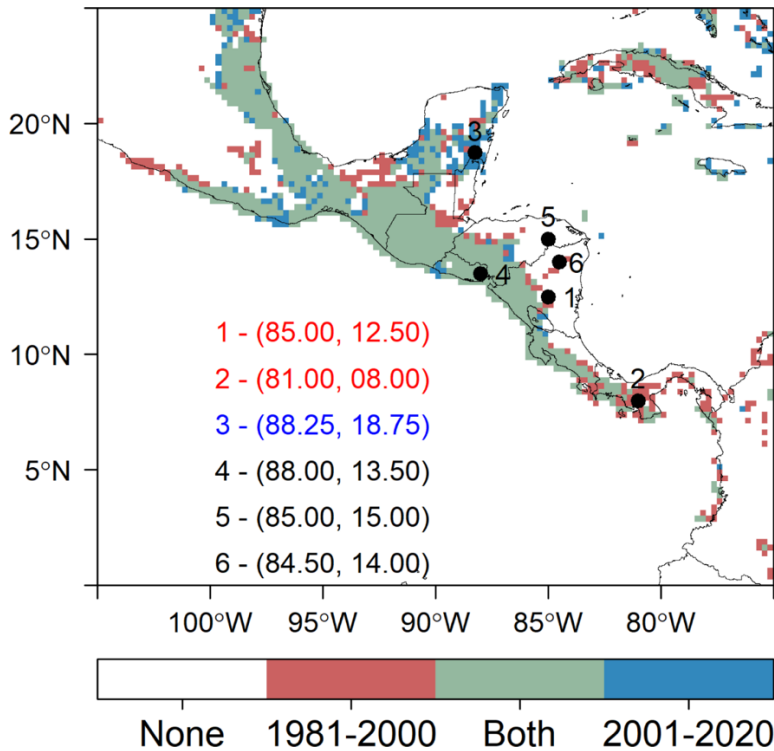 20°N
15°N
10°N
5°N
3
5
6
4
1
2
1 - (85.00, 12.50)
2 - (81.00, 08.00)
3 - (88.25, 18.75)
4 - (88.00, 13.50)
5 - (85.00, 15.00)
6 - (84.50, 14.00)
100°W 95°W 90°W 85°W 80°W
None 1981-2000 Both 2001-2020